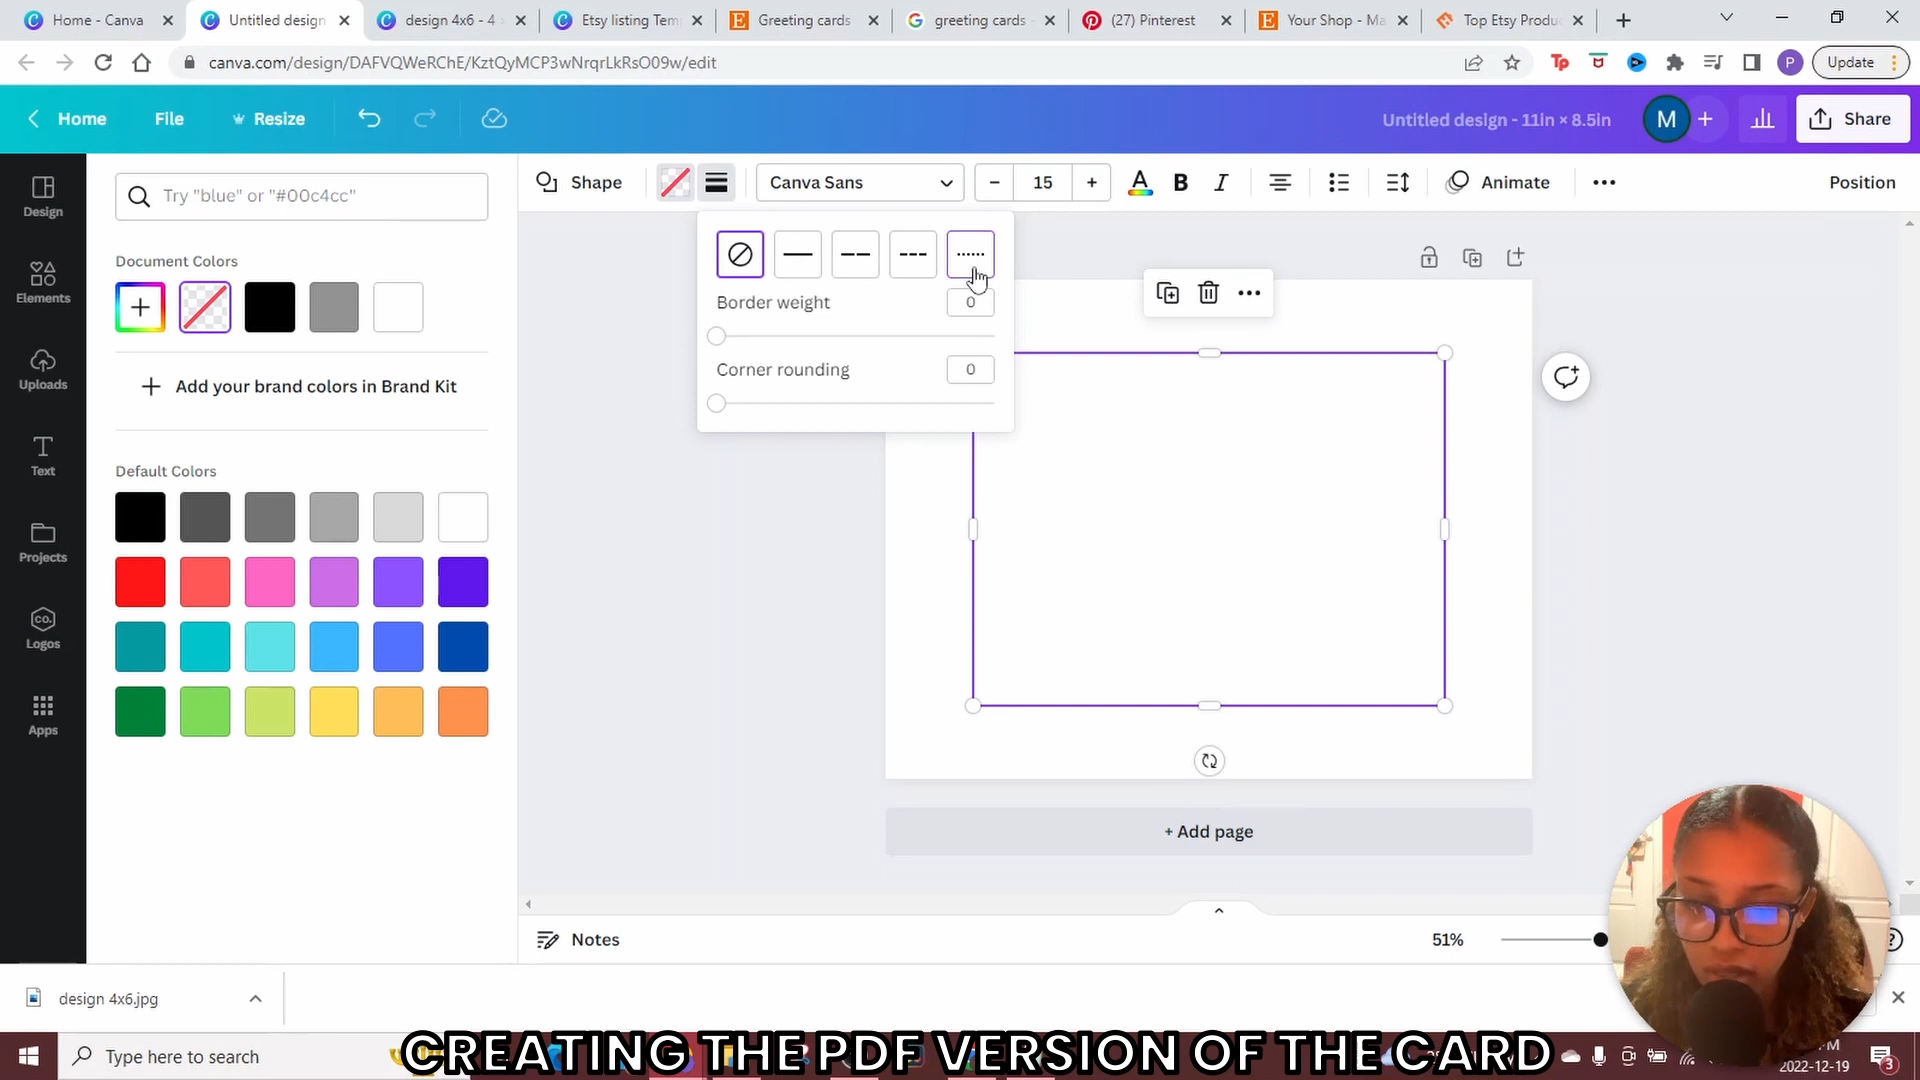 Home - Canva
Untitled design
design 4x6 - 4
Etsy listing Tem
Greeting cards
greeting cards -
(27) Pinterest
Your Shop - Ma
Top Etsy Produ
canva.com/design/DAFVQWeRChE/KztQyMCP3wNrqrLkRsO09w/edit
Tp
P
Update
Home
File
Resize
Untitled design - 11in × 8.5in
M
Share
Design
Elements
Uploads
Text
Projects
CO.
Logos
Apps
Try "blue" or "#00c4cc"
Document Colors
Add your brand colors in Brand Kit
Default Colors
Shape
Canva Sans
15
A
B
I
Animate
Position
Border weight
0
Corner rounding
0
+ Add page
Notes
51%
design 4x6.jpg
Type here to search
CREATING THE PDF VERSION OF THE CARD
2022-12-19
3